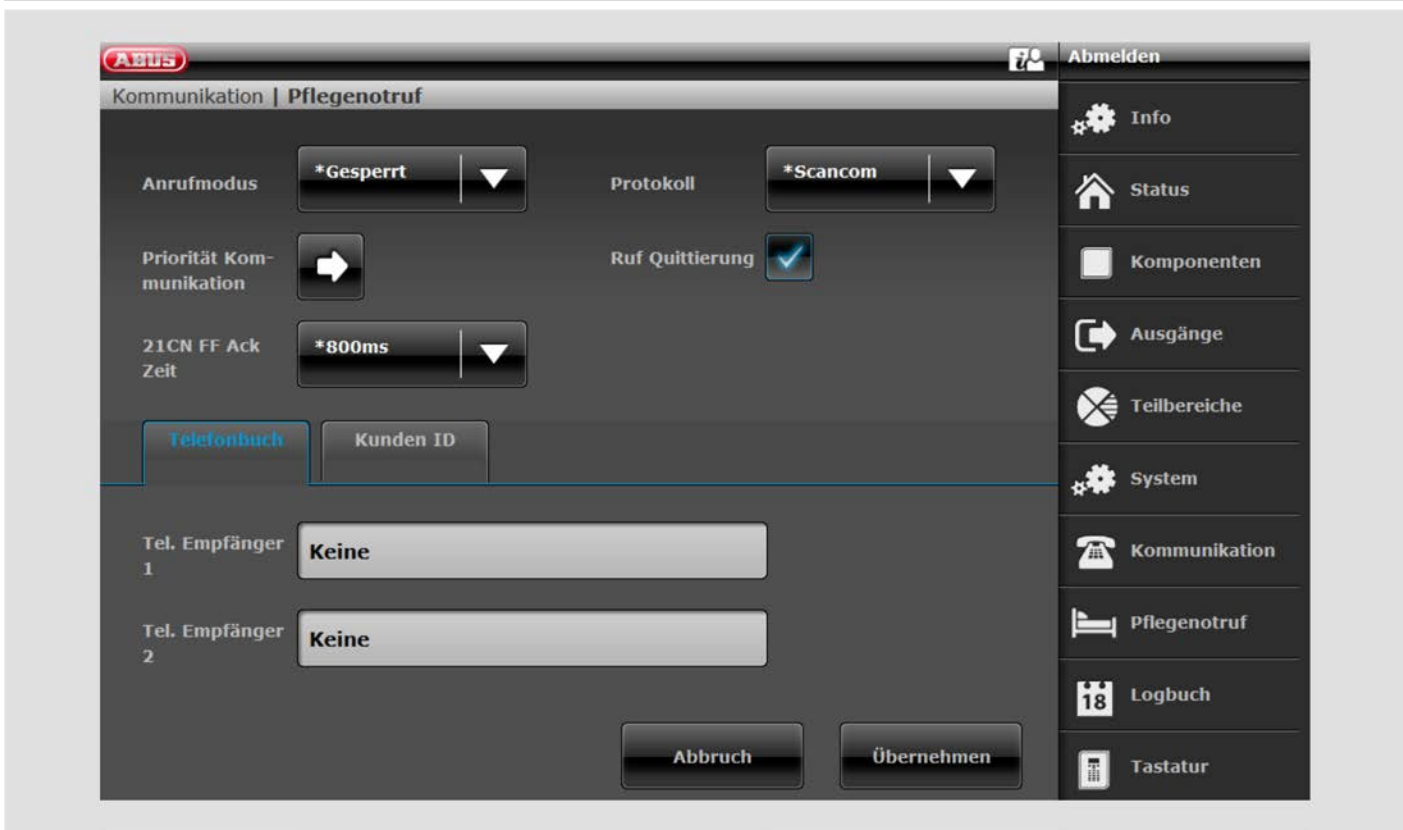 ABUS
Abmelden
Kommunikation | Pflegenotruf
Anrufmodus
*Gesperrt
Protokoll
*Scancom
Priorität Kom-
munikation
Ruf Quittierung
21CN FF Ack
Zeit
*800ms
Telefonbuch
Kunden ID
Tel. Empfänger
1
Keine
Tel. Empfänger
2
Keine
Abbruch
Übernehmen
Info
Status
Komponenten
Ausgänge
Teilbereiche
System
Kommunikation
Pflegenotruf
18
Logbuch
Tastatur